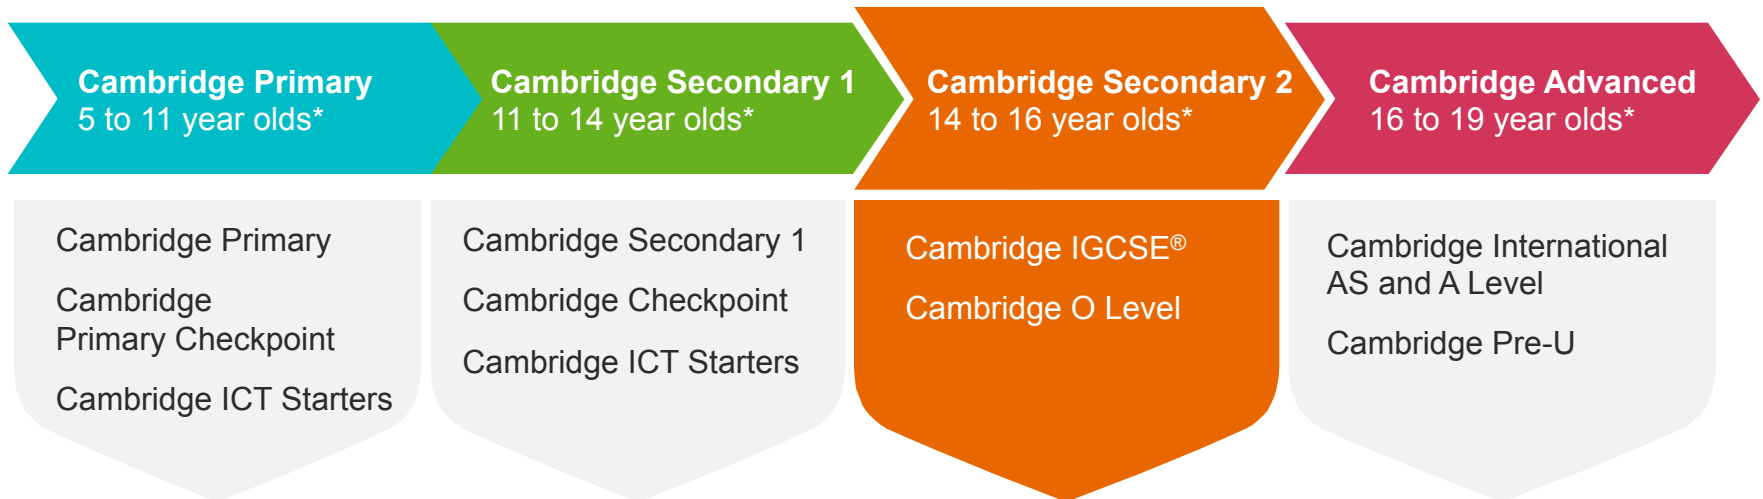 Cambridge Primary
5 to 11 year olds*
Cambridge Secondary 1
11 to 14 year olds*
Cambridge Secondary 2
14 to 16 year olds*
Cambridge Advanced
16 to 19 year olds*
Cambridge Primary
Cambridge
Primary Checkpoint
Cambridge ICT Starters
Cambridge Secondary 1
Cambridge Checkpoint
Cambridge ICT Starters
Cambridge IGCSE®
Cambridge O Level
Cambridge International
AS and A Level
Cambridge Pre-U